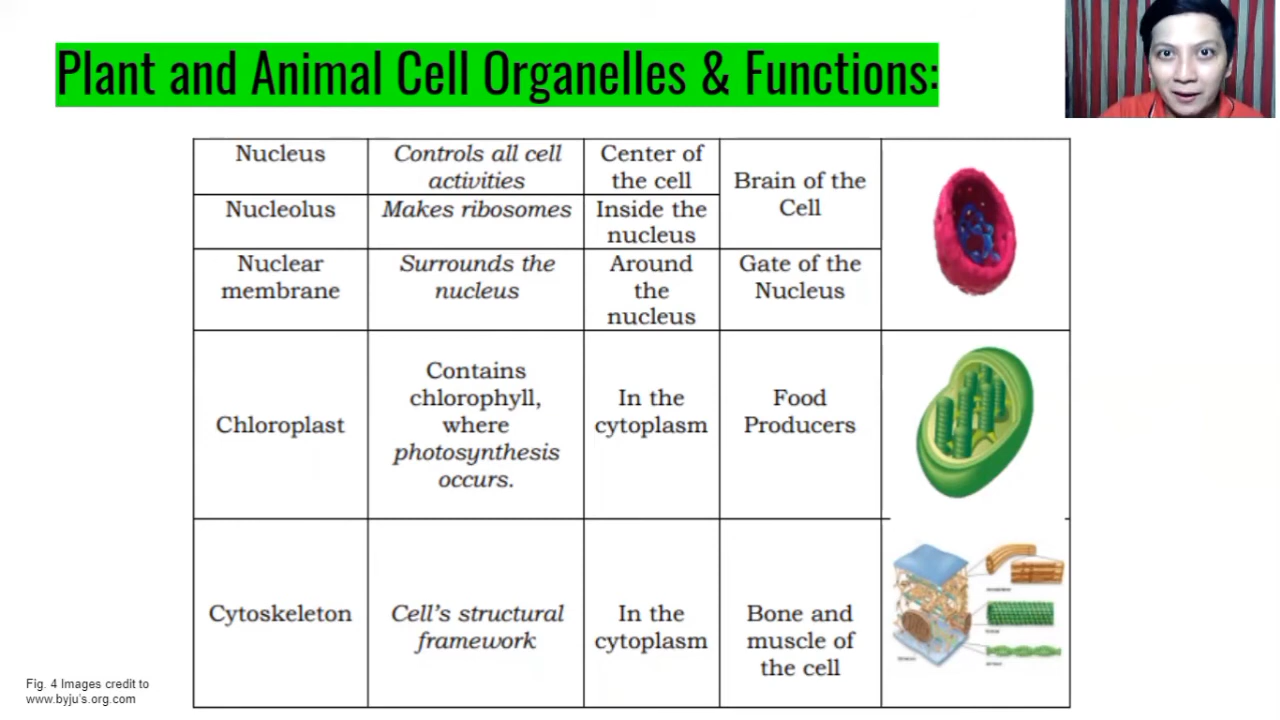 Plant and Animal Cell Organelles & Functions:
Nucleus
Controls all cell
activities
Center of
the cell
Brain of the
Cell
Nucleolus
Makes ribosomes
Inside the
nucleus
Nuclear
membrane
Surrounds the
nucleus
Around
the
nucleus
Gate of the
Nucleus
Chloroplast
Contains
chlorophyll,
where
photosynthesis
occurs.
In the
cytoplasm
Food
Producers
Cytoskeleton
Cell's structural
framework
In the
cytoplasm
Bone and
muscle of
the cell
Fig. 4 Images credit to
www.byju's.org.com